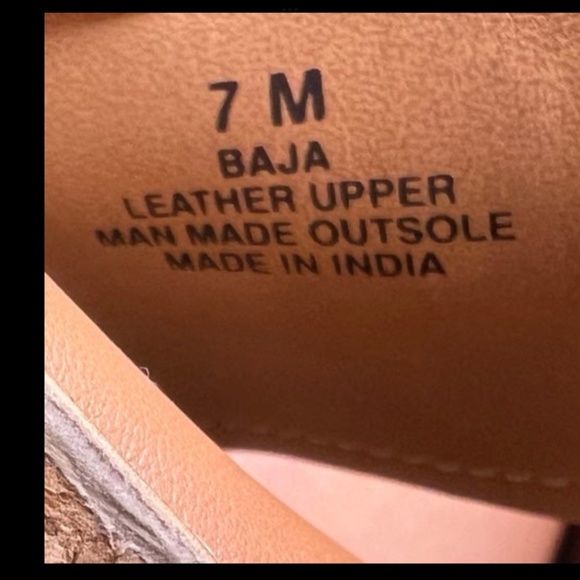 7 M
BAJA
LEATHER UPPER
MAN MADE OUTSOLE
MADE IN INDIA